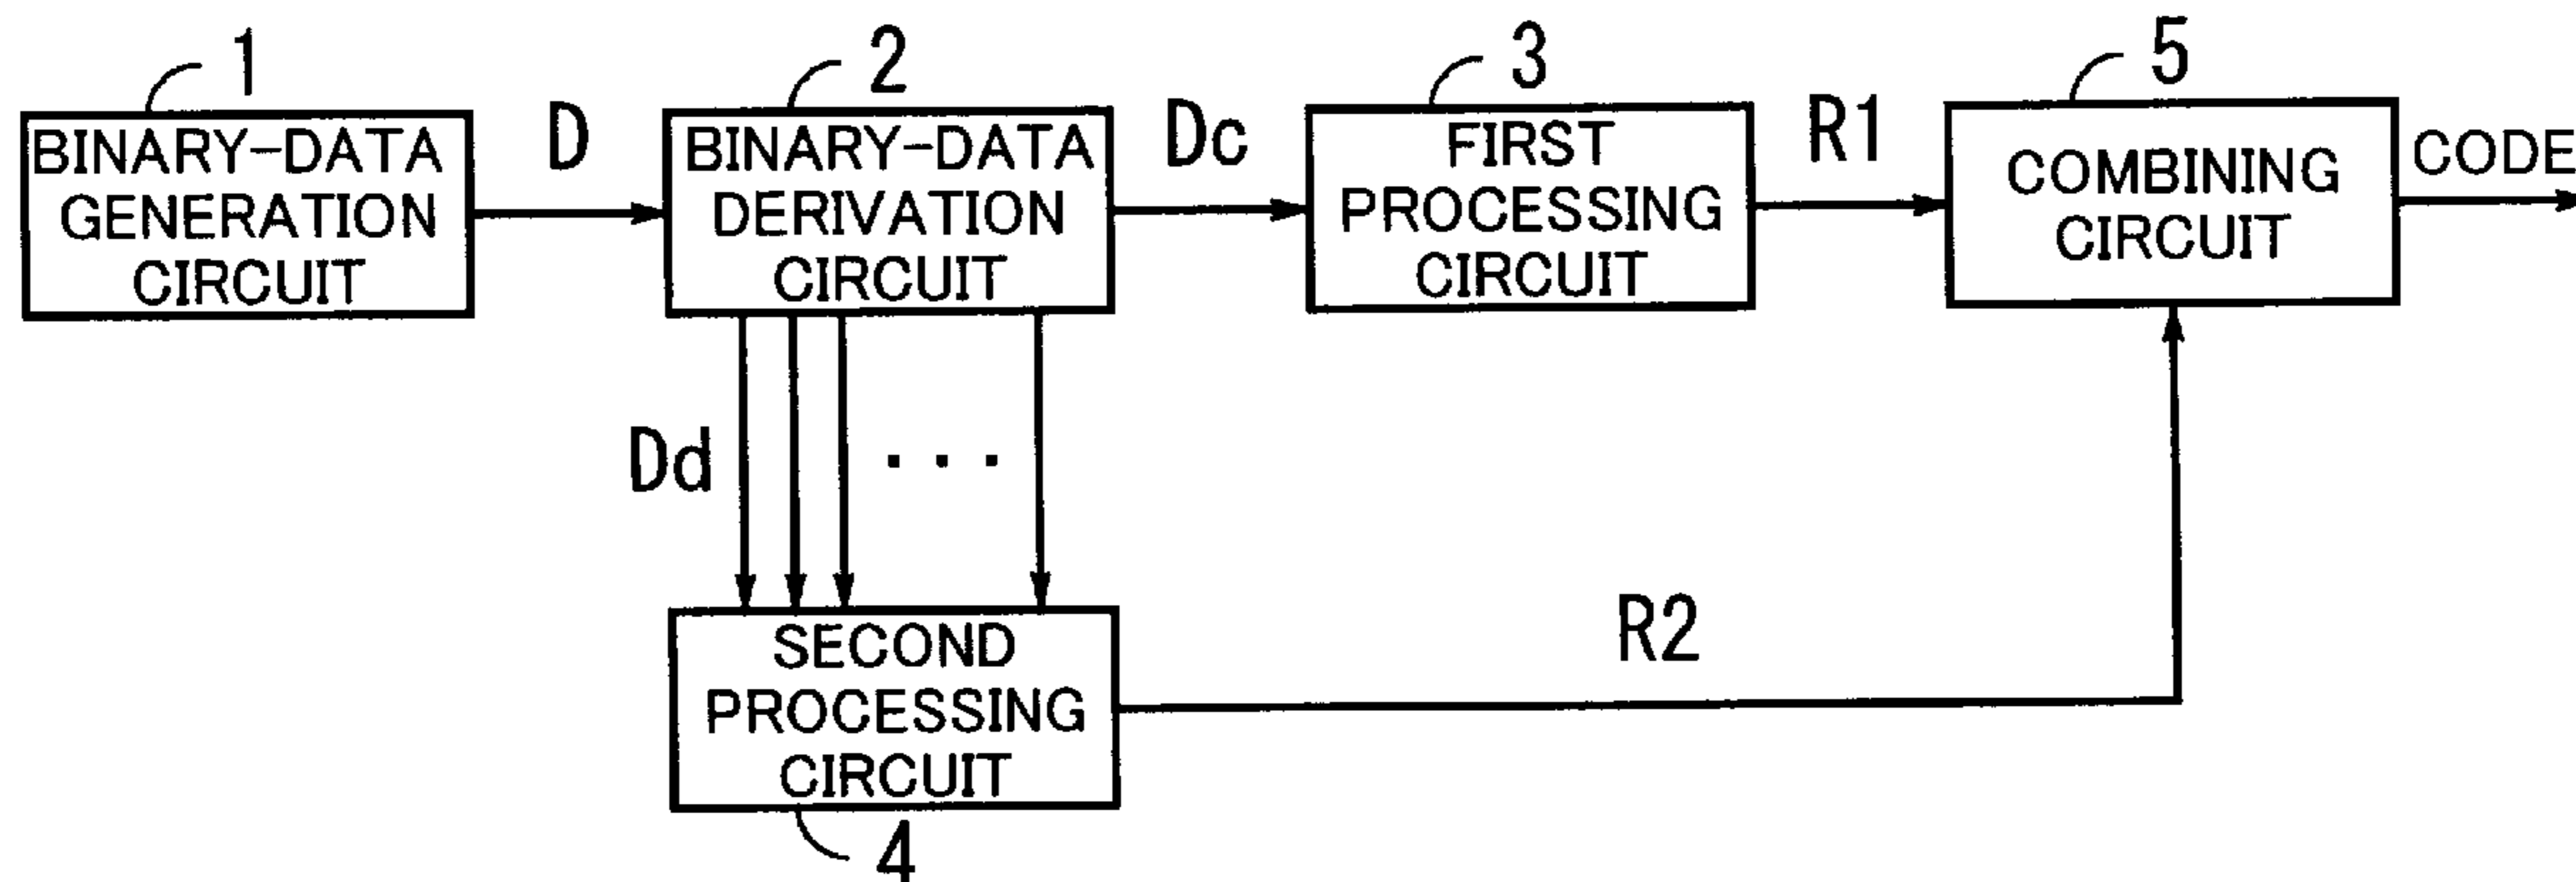 1
2
3
5
BINARY-DATA
GENERATION
CIRCUIT
D
BINARY-DATA
DERIVATION
CIRCUIT
Dc
FIRST
PROCESSING
CIRCUIT
R1
COMBINING
CIRCUIT
CODE
Dd
...
SECOND
PROCESSING
CIRCUIT
R2
4